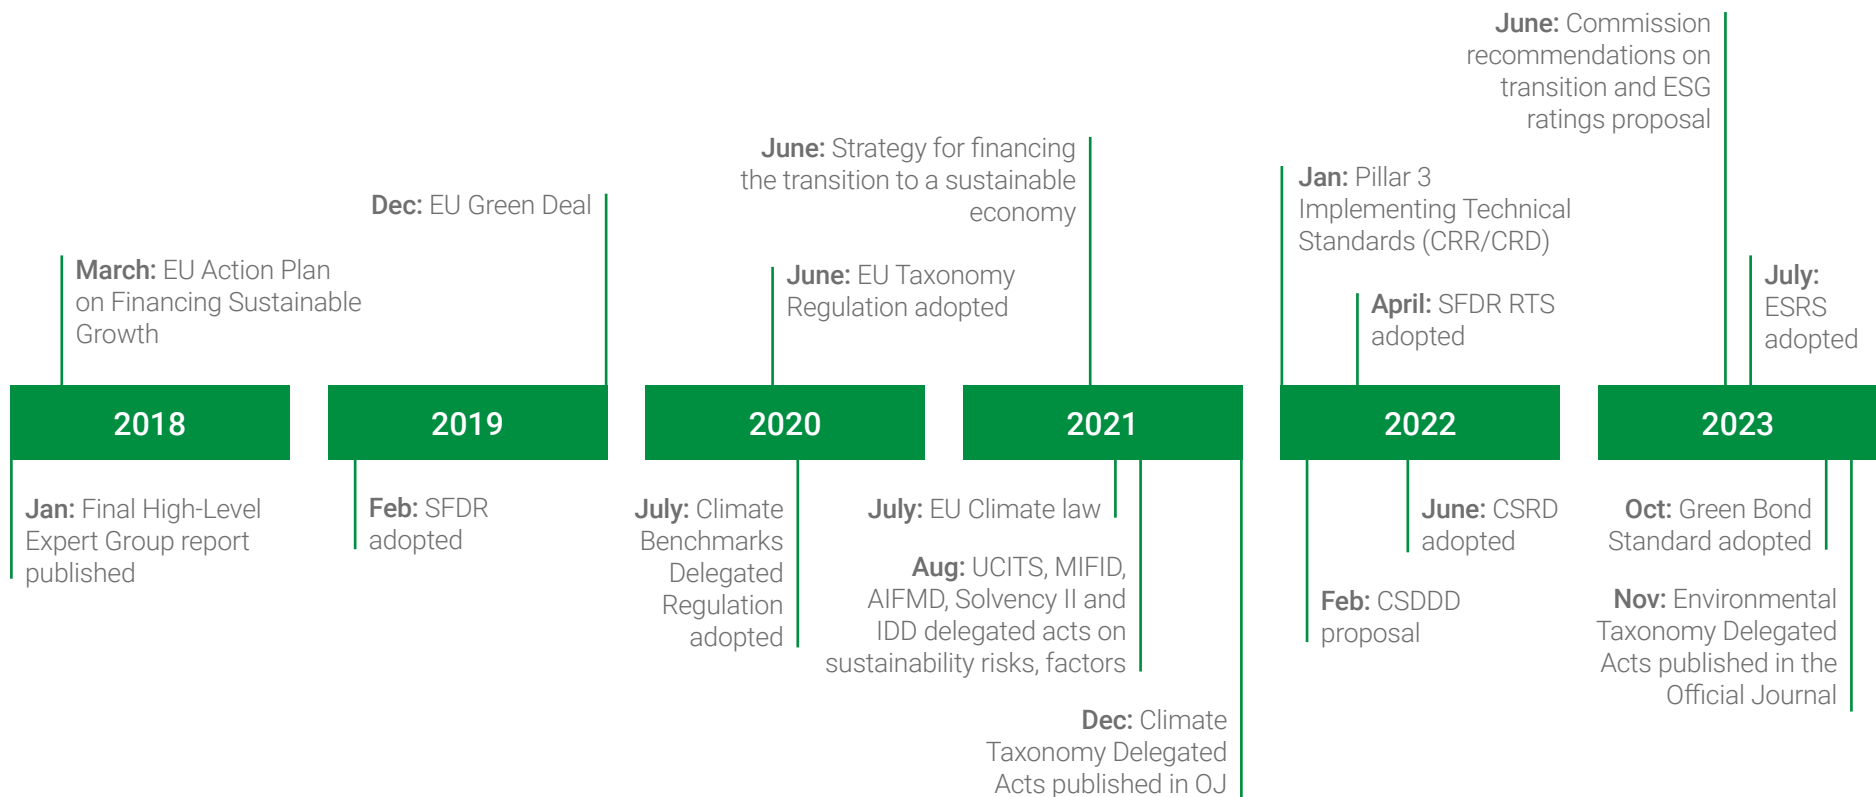 March: EU Action Plan
on Financing Sustainable
Growth
Dec: EU Green Deal
June: EU Taxonomy
Regulation adopted
June: Strategy for financing
the transition to a sustainable
economy
Jan: Pillar 3
Implementing Technical
Standards (CRR/CRD)
April: SFDR RTS
adopted
June: Commission
recommendations on
transition and ESG
ratings proposal
July:
ESRS
adopted
2018
2019
2020
2021
2022
2023
Jan: Final High-Level
Expert Group report
published
Feb: SFDR
adopted
July: Climate
Benchmarks
Delegated
Regulation
adopted
July: EU Climate law
Aug: UCITS, MIFID,
AIFMD, Solvency II and
IDD delegated acts on
sustainability risks, factors
Dec: Climate
Taxonomy Delegated
Acts published in OJ
Feb: CSDDD
proposal
June: CSRD
adopted
Oct: Green Bond
Standard adopted
Nov: Environmental
Taxonomy Delegated
Acts published in the
Official Journal